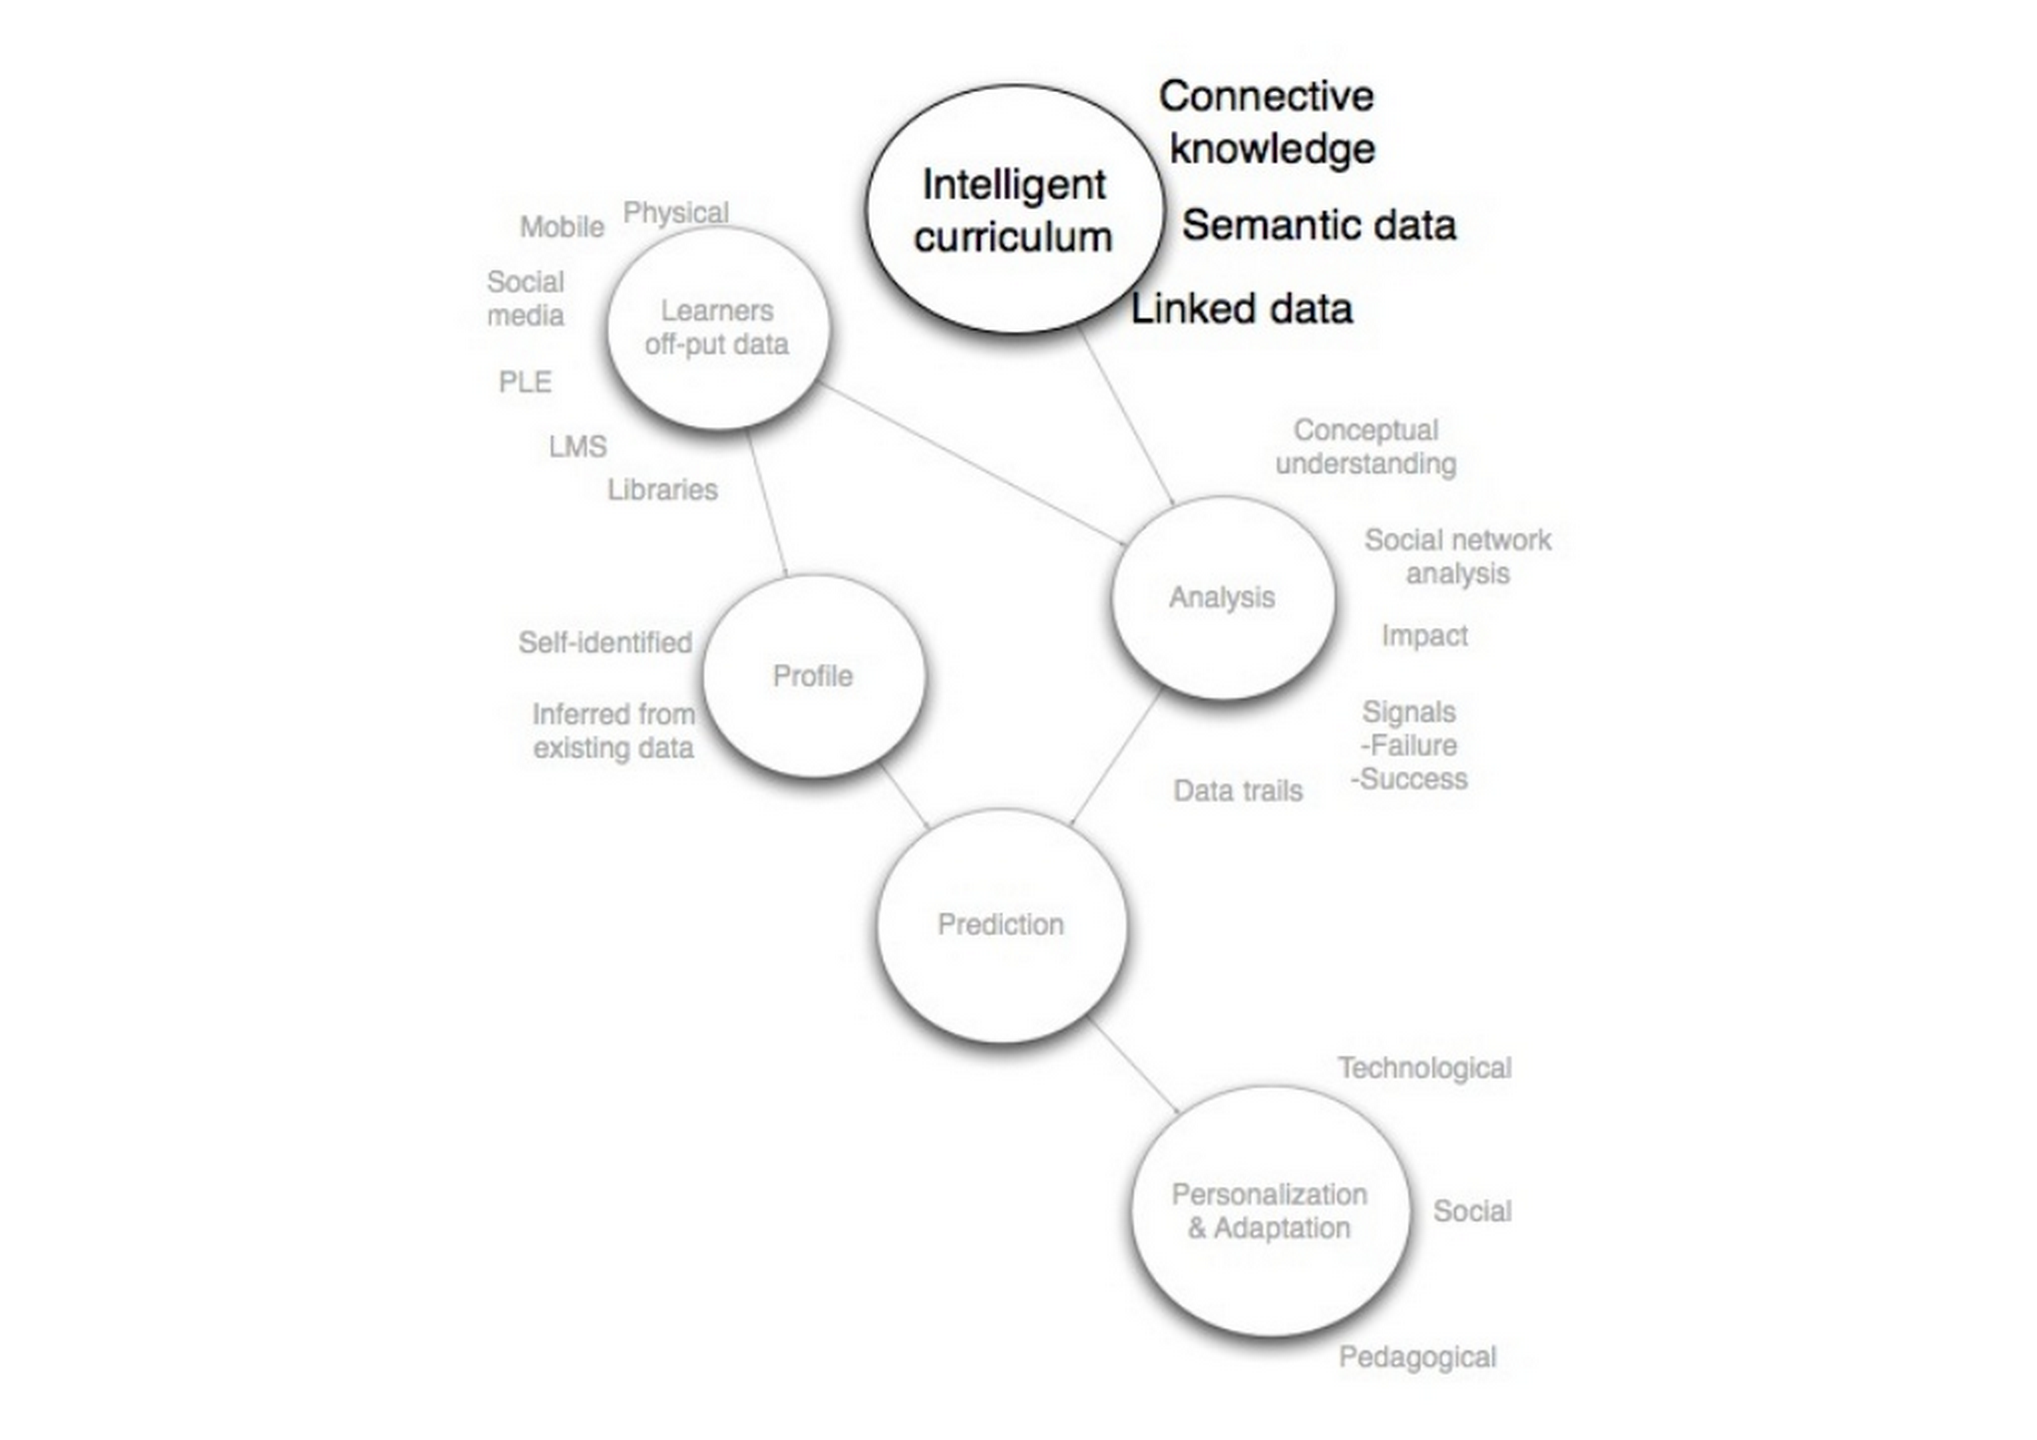 Connective
knowledge
Intelligent
curriculum
Semantic data
Linked data
Mobile
Physical
Social
media
Learners
off-put data
PLE
LMS
Libraries
Conceptual
understanding
Social network
analysis
Analysis
Impact
Signals
-Failure
-Success
Data trails
Self-identified
Profile
Inferred from
existing data
Prediction
Technological
Personalization
& Adaptation
Social
Pedagogical